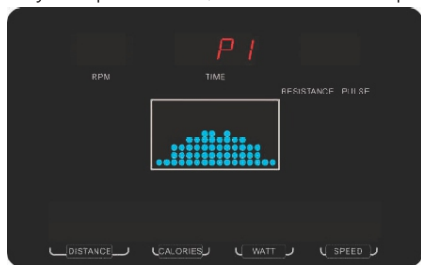 P1
RPM TIME
RESISTANCE PULSE
DISTANCE CALORIES WATT SPEED